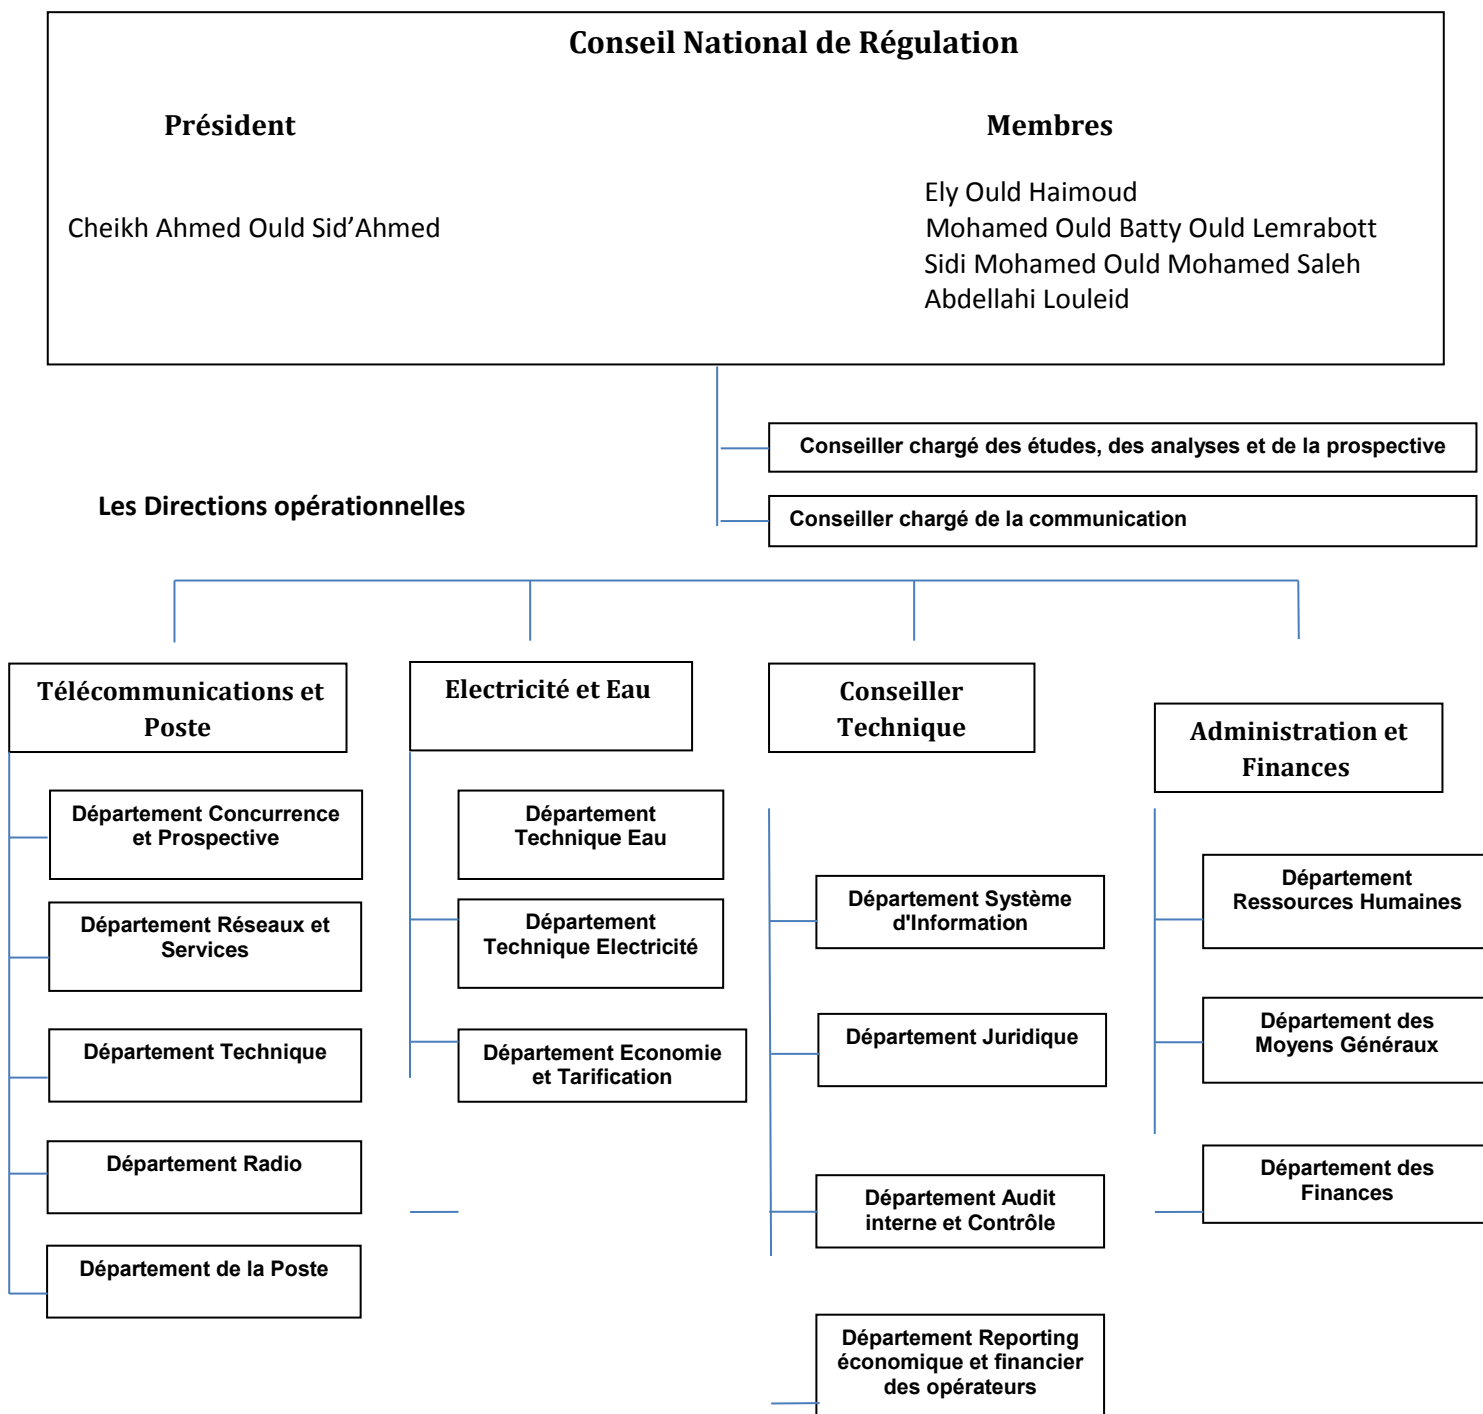 Conseil National de Régulation
Président
Membres
Cheikh Ahmed Ould Sid’Ahmed
Ely Ould Haimoud
Mohamed Ould Batty Ould Lemrabott
Sidi Mohamed Ould Mohamed Saleh
Abdellahi Louleid
Conseiller chargé des études, des analyses et de la prospective
Les Directions opérationnelles
Conseiller chargé de la communication
Télécommunications et
Poste
Département Concurrence
et Prospective
Département Réseaux et
Services
Département Technique
Département Radio
Département de la Poste
Electricité et Eau
Département
Technique Eau
Département
Technique Electricité
Département Economie
et Tarification
Conseiller
Technique
Département Système
d'Information
Département Juridique
Département Audit
interne et Contrôle
Département Reporting
économique et financier
des opérateurs
Administration et
Finances
Département
Ressources Humaines
Département des
Moyens Généraux
Département des
Finances